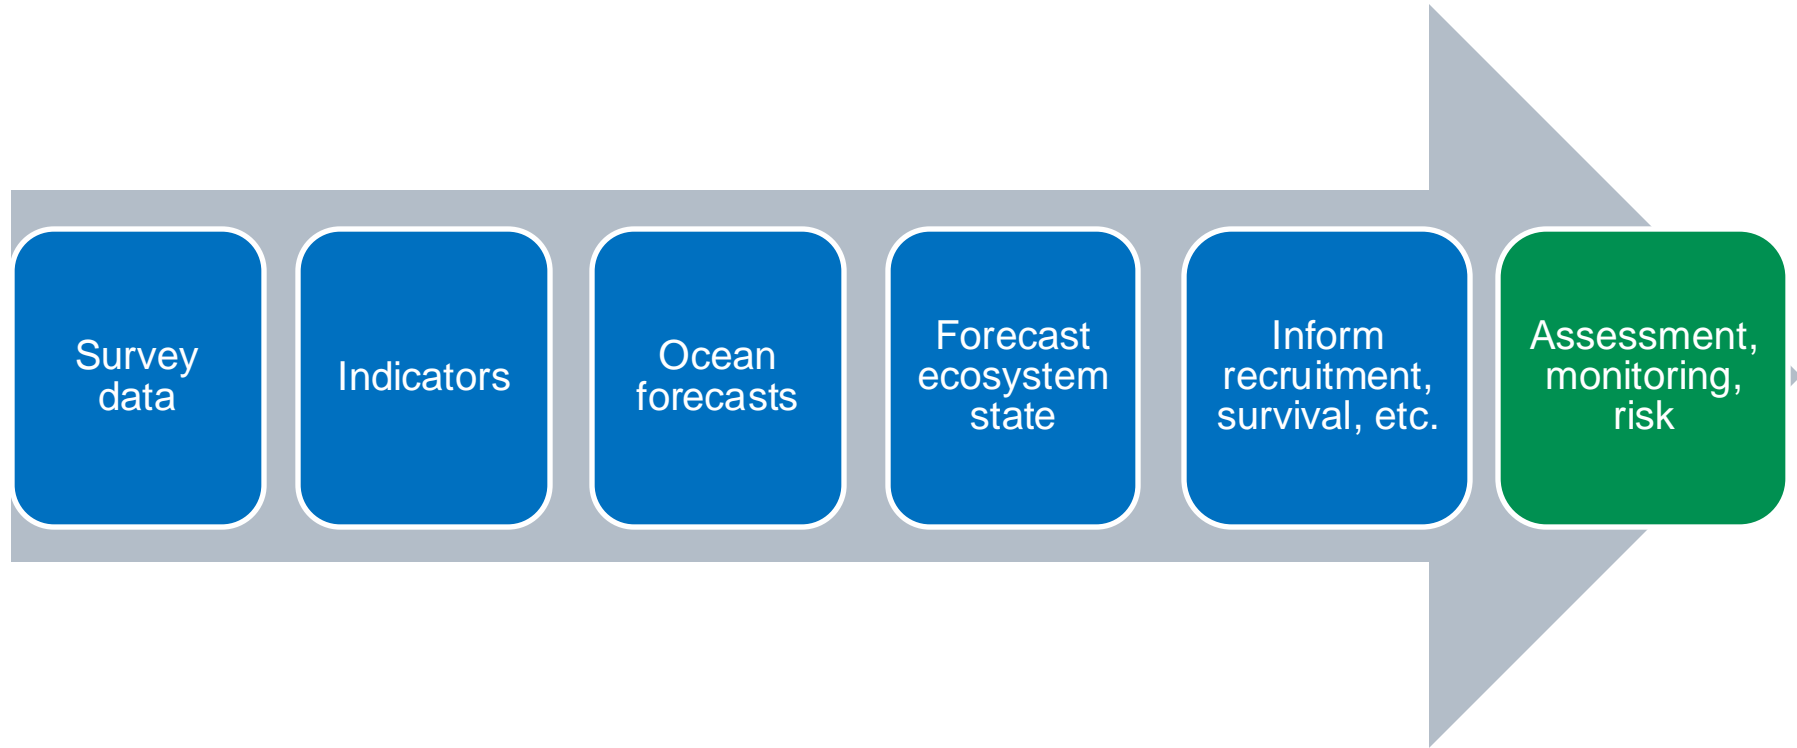 Survey
data
Indicators
Ocean
forecasts
Forecast
ecosystem
state
Inform
recruitment,
survival, etc.
Assessment,
monitoring,
risk